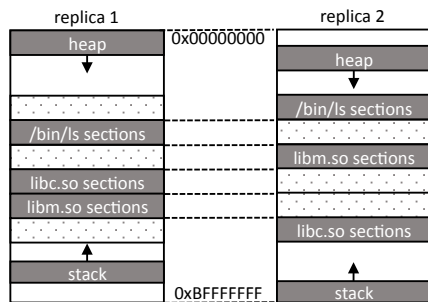 replica 1
replica 2
heap
0x00000000
heap
/bin/ls sections
/bin/ls sections
libm.so sections
libc.so sections
libm.so sections
libc.so sections
stack
0xBFFFFFFF
stack